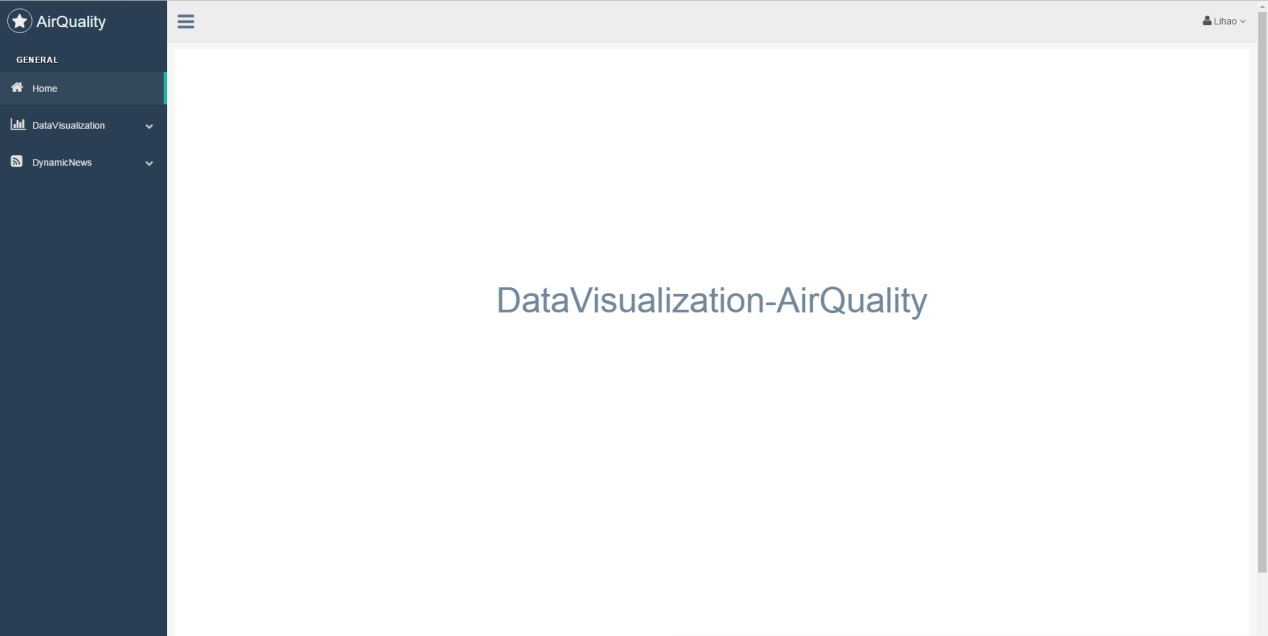 AirQuality
Lihao
GENERAL
Home
DataVisualization
DynamicNews
DataVisualization-AirQuality